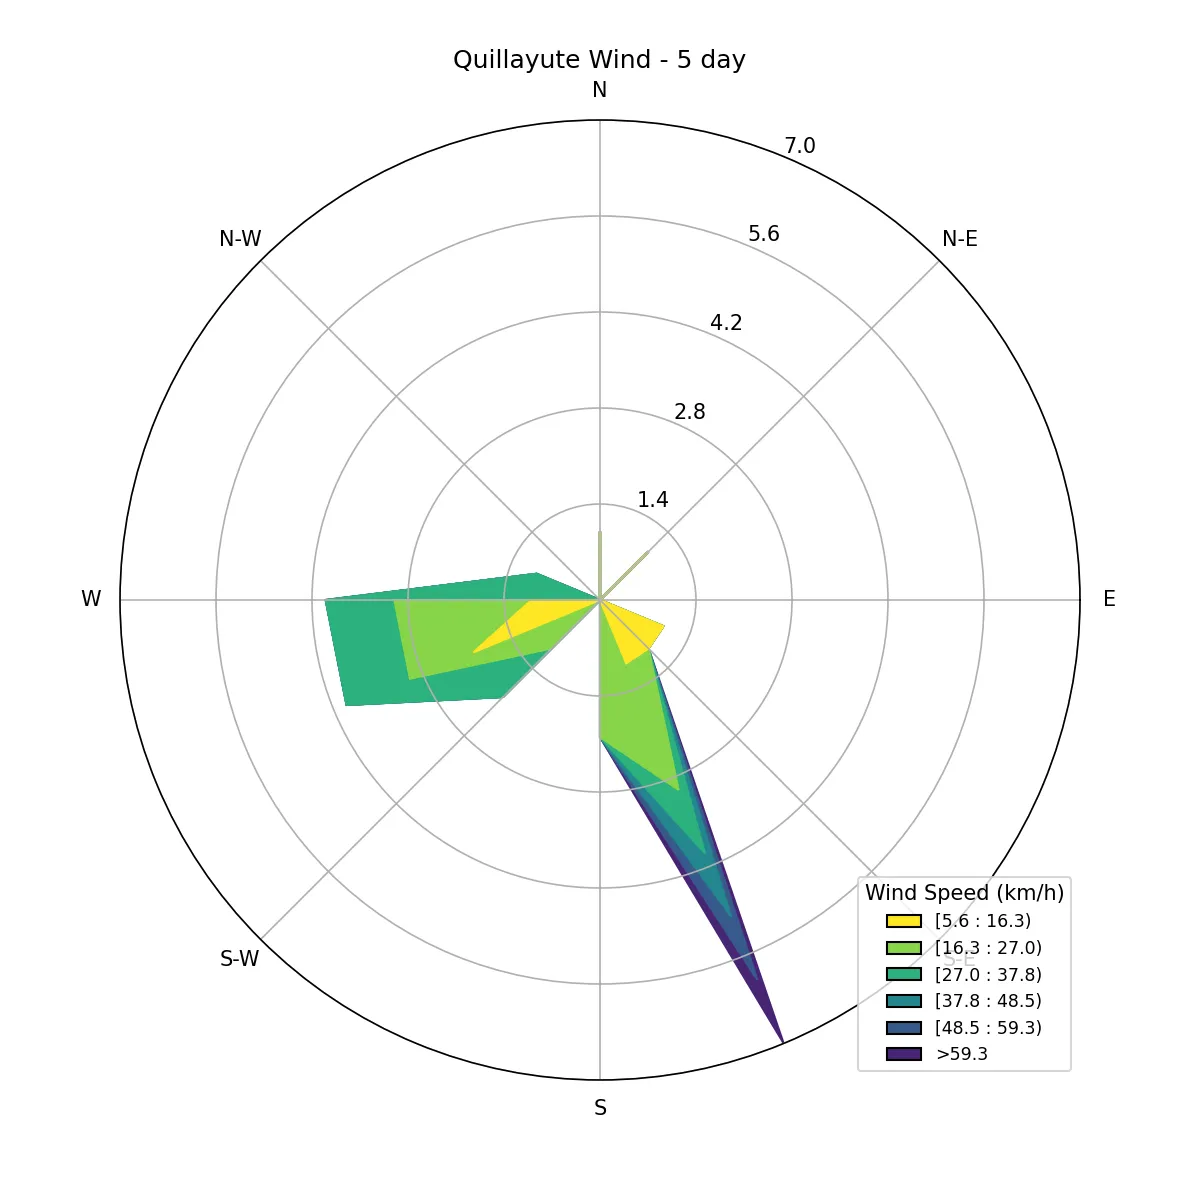 Quillayute Wind - 5 day
N
7.0
5.6
N-W
N-E
4.2
2.8
1.4
W
E
Wind Speed (km/h)
[5.6 : 16.3)
[16.3 : 27.0)
S-W
S-E
[27.0 : 37.8)
[37.8 : 48.5)
[48.5 : 59.3)
>59.3
S